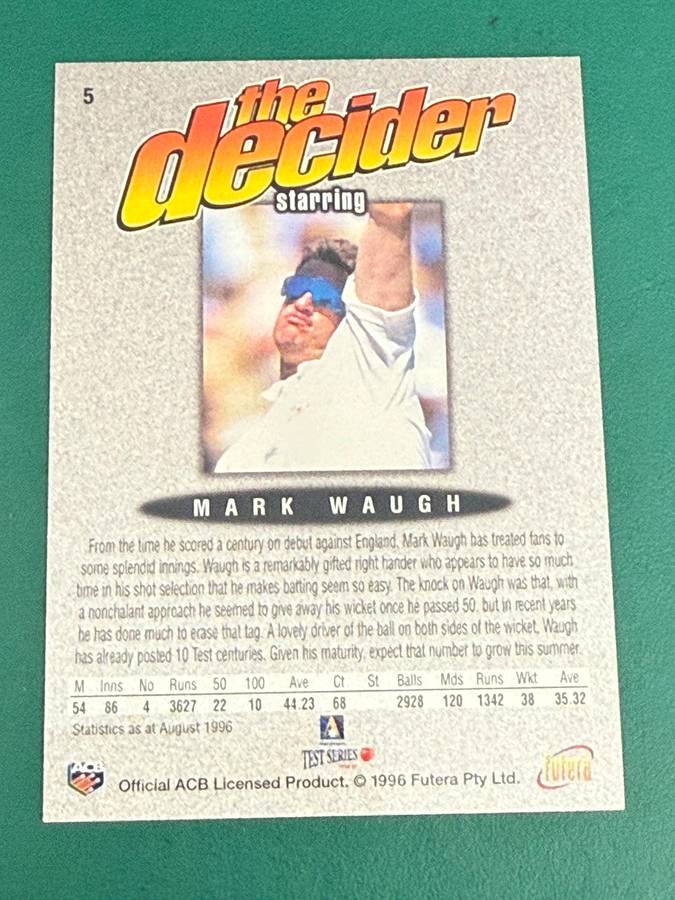 5
the
decider
starring
MARK WAUGH
From the time he scored a century on debut against England, Mark Waugh has treated fans to
some splendid innings. Waugh is a remarkably gifted right hander who appears to have so much
time in his shot selection that he makes batting seem so easy. The knock on Waugh was that, with
a nonchalant approach he seemed to give away his wicket once he passed 50, but in recent years
he has done much to erase that tag. A lovely driver of the ball on both sides of the wicket, Waugh
has already posted 10 Test centuries. Given his maturity, expect that number to grow this summer.
M Inns No Runs 50 100 Ave Ct St Balls Mds Runs Wkt Ave
54 86 4 3627 22 10 44.23 68 2928 120 1342 38 35.32
Statistics as at August 1996
TEST SERIES
ACB
Official ACB Licensed Product. © 1996 Futera Pty Ltd.
futera